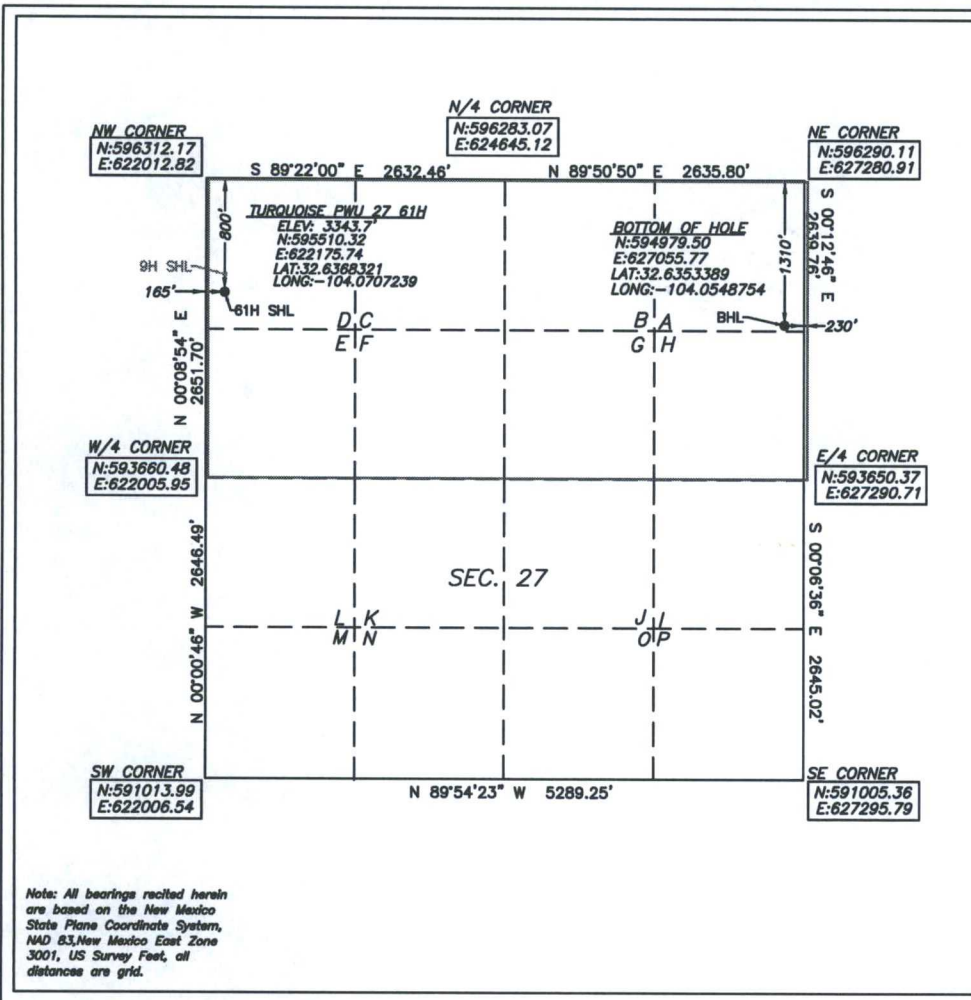 N/4 CORNER
N:596283.07
E:624645.12
NW CORNER
N:596312.17
E:622012.82
NE CORNER
N:596290.11
E:627280.91
S 89°22'00" E 2632.46'
N 89°50'50" E 2635.80'
800'
TURQUOISE PWU 27 61H
ELEV: 3343.7'
N:595510.32
E:622175.74
LAT:32.6368321
LONG:-104.0707239
BOTTOM OF HOLE
N:594979.50
E:627055.77
LAT:32.6353389
LONG:-104.0548754
1310'
S 00°12'46" E
2639.76'
9H SHL
165'
61H SHL
BHL
230'
D C
E F
B A
G H
N 00°08'54" E
2651.70'
W/4 CORNER
N:593660.48
E:622005.95
E/4 CORNER
N:593650.37
E:627290.71
N 00°00'46" W 2646.49'
SEC. 27
S 00°06'36" E 2645.02'
L K
M N
J I
O P
SW CORNER
N:591013.99
E:622006.54
SE CORNER
N:591005.36
E:627295.79
N 89°54'23" W 5289.25'
Note: All bearings recited herein
are based on the New Mexico
State Plane Coordinate System,
NAD 83,New Mexico East Zone
3001, US Survey Feet, all
distances are grid.